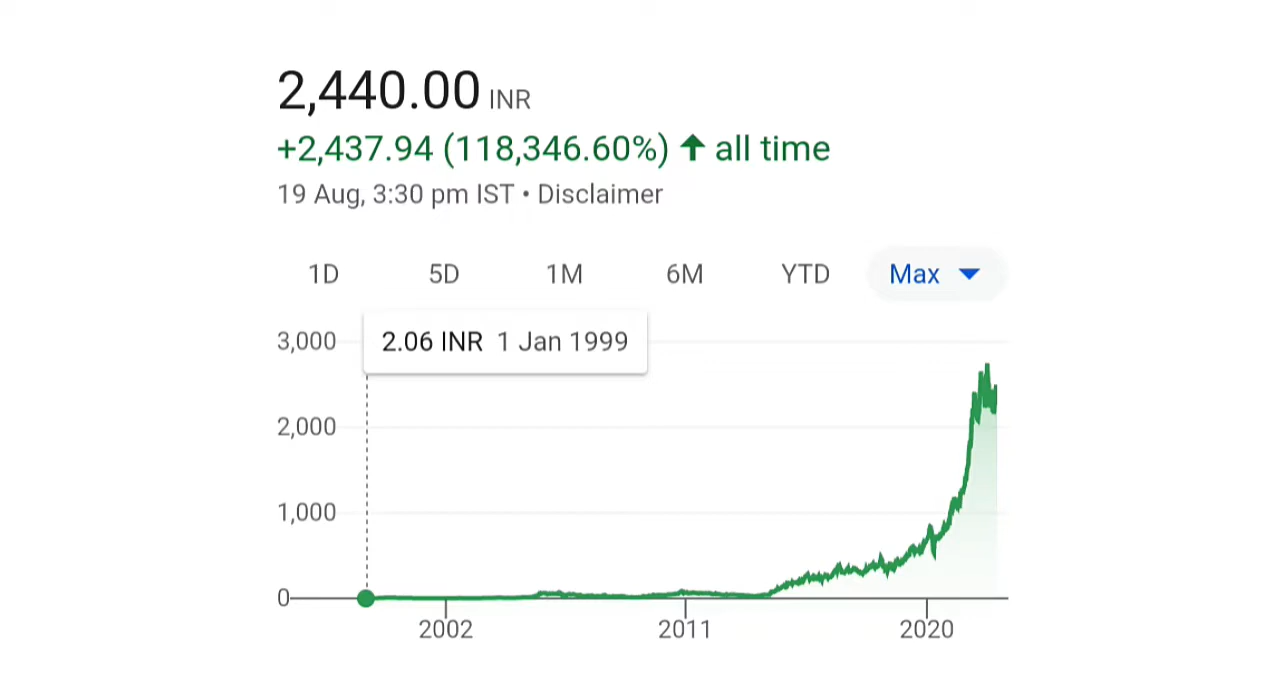 2,440.00 INR
+2,437.94 (118,346.60%) ↑ all time
19 Aug, 3:30 pm IST • Disclaimer
1D 5D 1M 6M YTD Max
3,000
2.06 INR 1 Jan 1999
2,000
1,000
0
2002 2011 2020